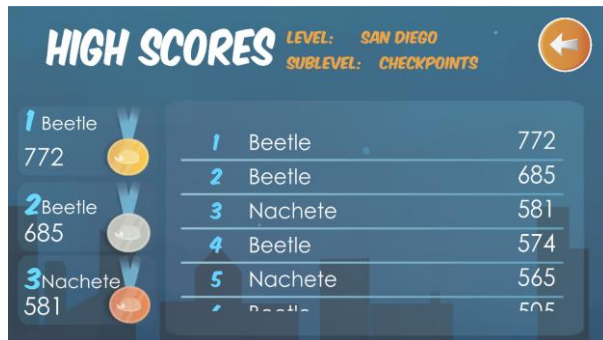 HIGH SCORES
LEVEL: SAN DIEGO
SUBLEVEL: CHECKPOINTS
1 Beetle
772
2 Beetle
685
3 Nachete
581
1 Beetle 772
2 Beetle 685
3 Nachete 581
4 Beetle 574
5 Nachete 565